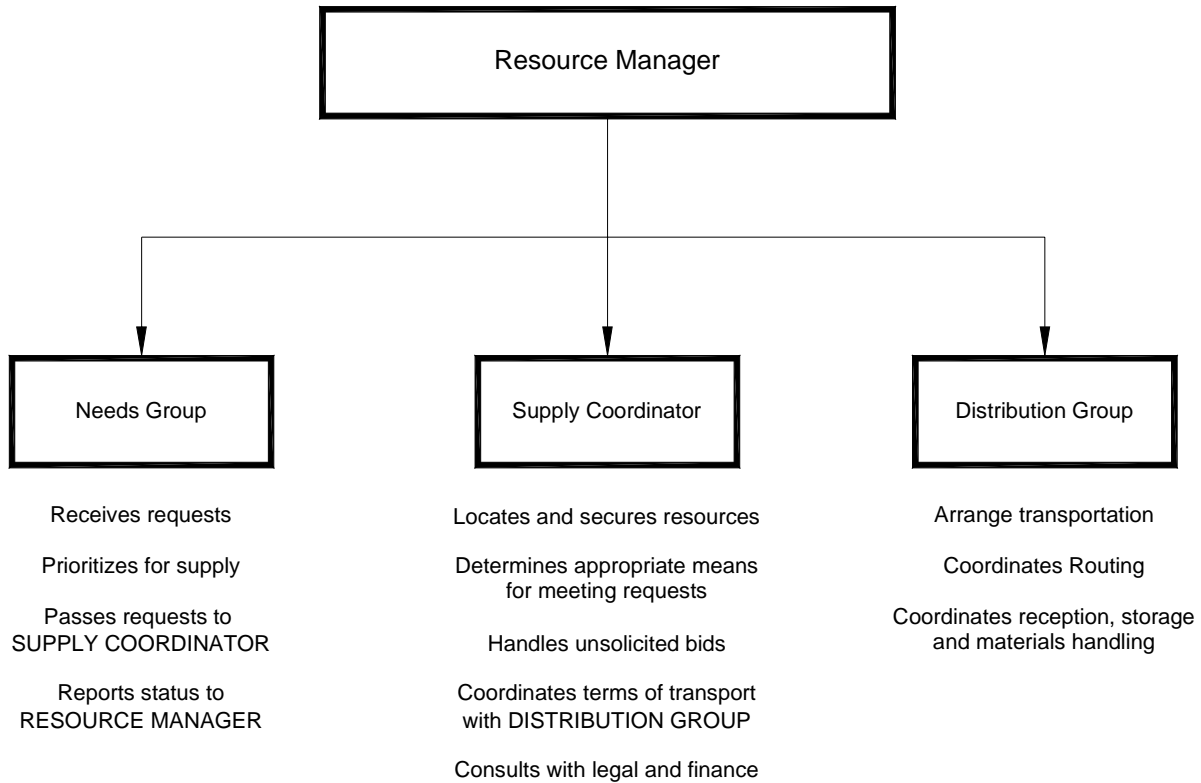 Resource Manager
Needs Group
Supply Coordinator
Distribution Group
Receives requests
Prioritizes for supply
Passes requests to
SUPPLY COORDINATOR
Reports status to
RESOURCE MANAGER
Locates and secures resources
Determines appropriate means
for meeting requests
Handles unsolicited bids
Coordinates terms of transport
with DISTRIBUTION GROUP
Consults with legal and finance
Arrange transportation
Coordinates Routing
Coordinates reception, storage
and materials handling